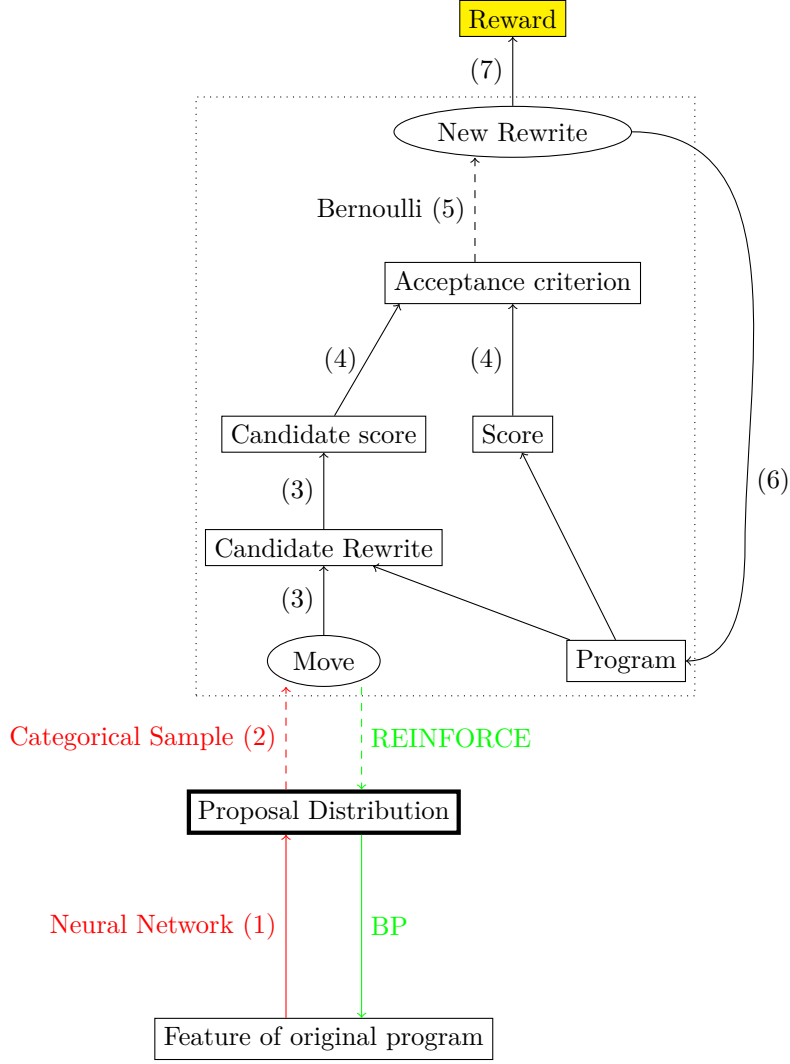 Reward
(7)
New Rewrite
Bernoulli (5)
Acceptance criterion
(4)
(4)
Candidate score
Score
(6)
(3)
Candidate Rewrite
(3)
Move
Program
Categorical Sample (2)
REINFORCE
Proposal Distribution
Neural Network (1)
BP
Feature of original program